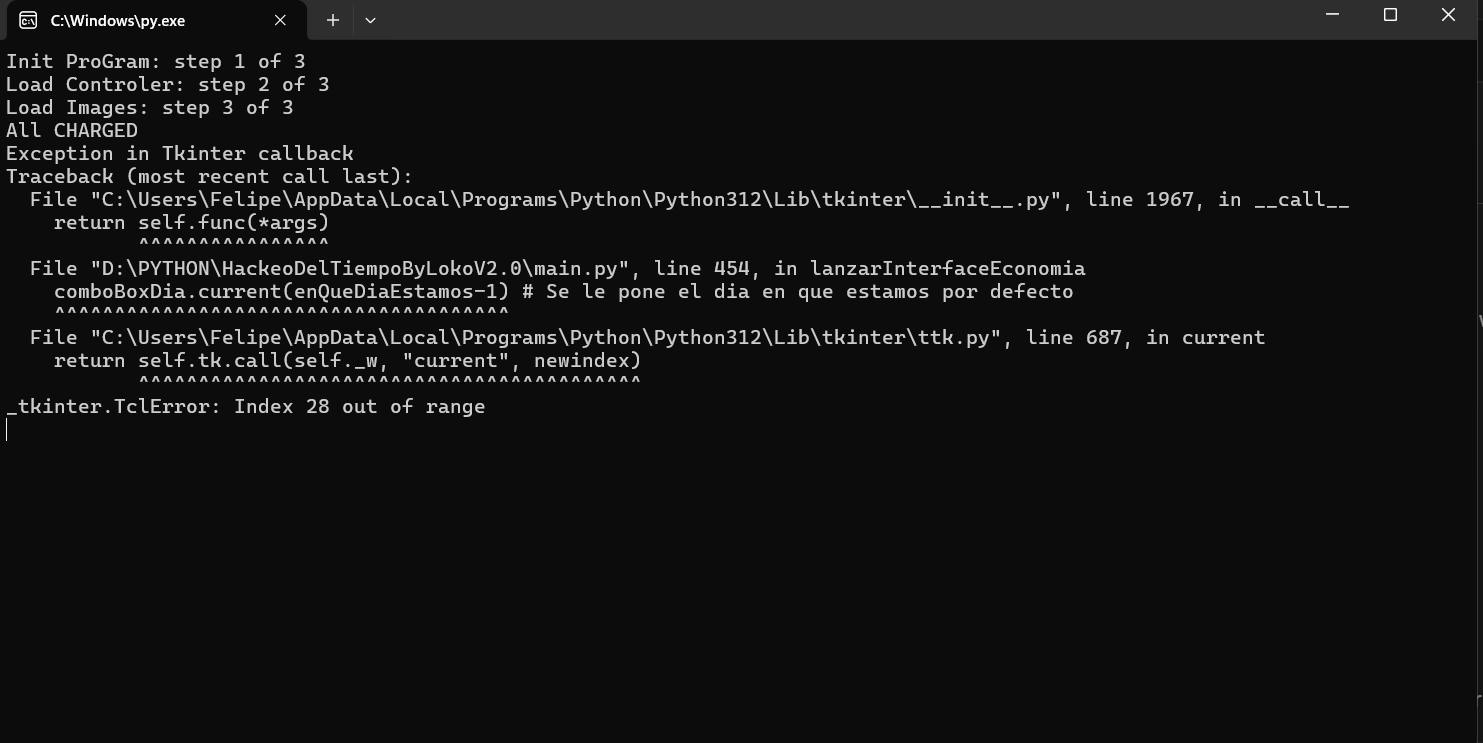 C:\Windows\py.exe
Init ProGram: step 1 of 3
Load Controler: step 2 of 3
Load Images: step 3 of 3
All CHARGED
Exception in Tkinter callback
Traceback (most recent call last):
  File "C:\Users\Felipe\AppData\Local\Programs\Python\Python312\Lib\tkinter\__init__.py", line 1967, in __call__
    return self.func(*args)
           ^^^^^^^^^^^^^^^^
  File "D:\PYTHON\HackeoDelTiempoByLokoV2.0\main.py", line 454, in lanzarInterfaceEconomia
    comboBoxDia.current(enQueDiaEstamos-1) # Se le pone el dia en que estamos por defecto
    ^^^^^^^^^^^^^^^^^^^^^^^^^^^^^^^^^^^^^^
  File "C:\Users\Felipe\AppData\Local\Programs\Python\Python312\Lib\tkinter\ttk.py", line 687, in current
    return self.tk.call(self._w, "current", newindex)
           ^^^^^^^^^^^^^^^^^^^^^^^^^^^^^^^^^^^^^^^^^^
_tkinter.TclError: Index 28 out of range